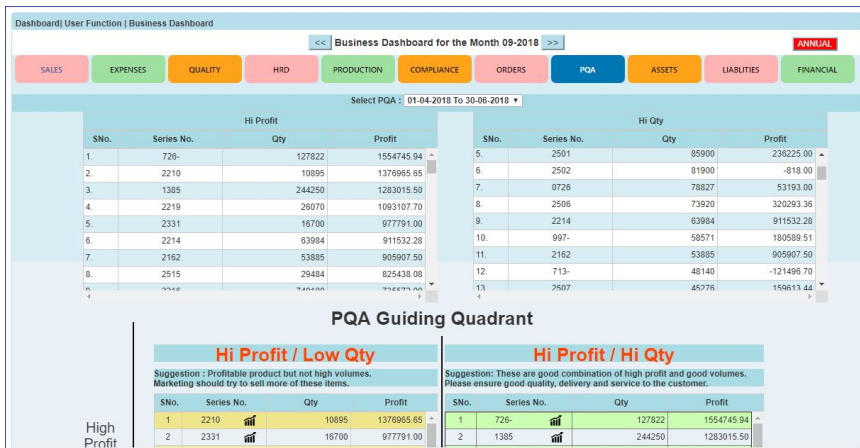 Dashboard| User Function | Business Dashboard
<< Business Dashboard for the Month 09-2018 >>
ANNUAL
SALES EXPENSES QUALITY HRD PRODUCTION COMPLIANCE ORDERS PQA ASSETS LIABLITIES FINANCIAL
Select PQA : 01-04-2018 To 30-06-2018
Hi Profit
SNo. Series No. Qty Profit
1. 726- 127822 1554745.94
2. 2210 10895 1376965.65
3. 1385 244250 1283015.50
4. 2219 26070 1093107.70
5. 2331 16700 977791.00
6. 2214 63984 911532.28
7. 2162 53885 905907.50
8. 2515 29484 825438.08
Hi Qty
SNo. Series No. Qty Profit
5. 2501 85900 236225.00
6. 2502 81900 -818.00
7. 0726 78827 53193.00
8. 2506 73920 320293.36
9. 2214 63984 911532.28
10. 997- 58571 180589.51
11. 2162 53885 905907.50
12. 713- 48140 -121496.70
13 2507 45276 159613.44
PQA Guiding Quadrant
High
Profit
Hi Profit / Low Qty
Suggestion : Profitable product but not high volumes.
Marketing should try to sell more of these items.
SNo. Series No. Qty Profit
1 2210 10895 1376965.65
2 2331 16700 977791.00
Hi Profit / Hi Qty
Suggestion: These are good combination of high profit and good volumes.
Please ensure good quality, delivery and service to the customer.
SNo. Series No. Qty Profit
1 726- 127822 1554745.94
2 1385 244250 1283015.50